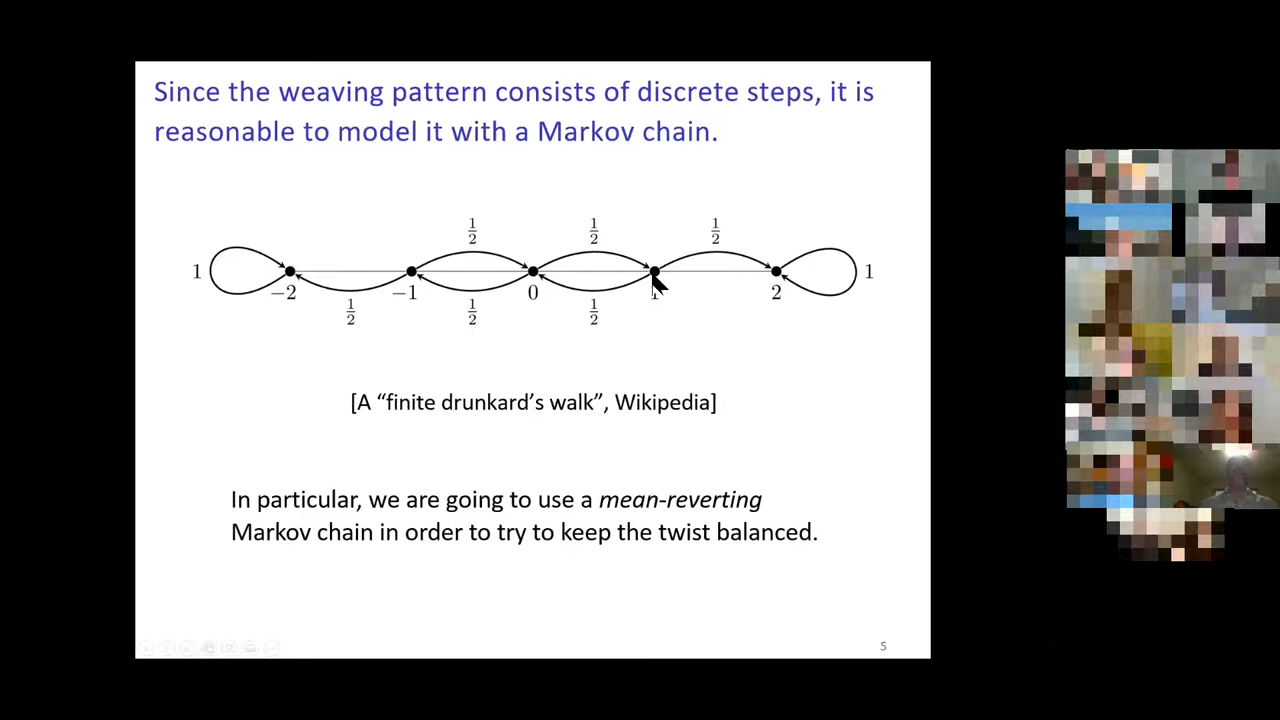 Since the weaving pattern consists of discrete steps, it is
reasonable to model it with a Markov chain.
1/2 1/2 1/2
1 1
−2 −1 0 2
1/2 1/2 1/2
[A “finite drunkard’s walk”, Wikipedia]
In particular, we are going to use a mean-reverting
Markov chain in order to try to keep the twist balanced.
5